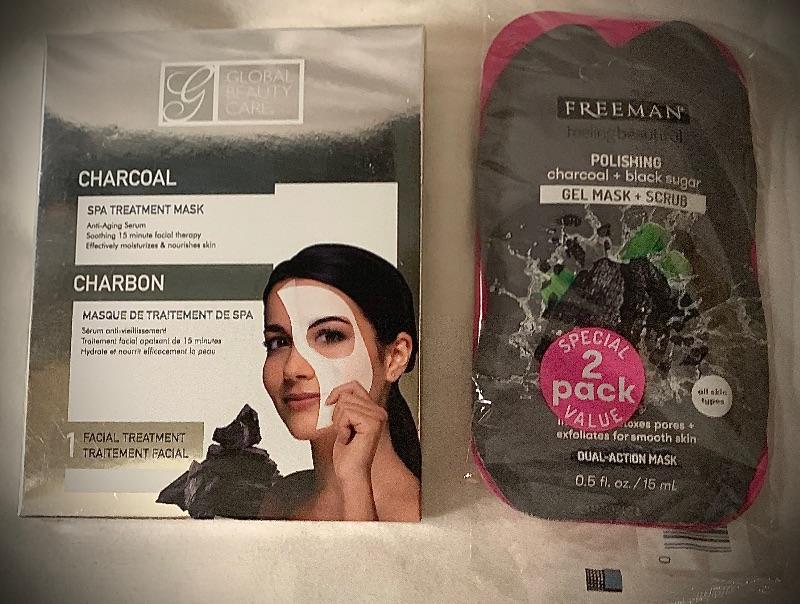 G
GLOBAL
BEAUTY
CARE
CHARCOAL
SPA TREATMENT MASK
Anti-Aging Serum
Soothing 15 minute facial therapy
Effectively moisturizes & nourishes skin
CHARBON
MASQUE DE TRAITEMENT DE SPA
Sérum anti-vieillissement
Traitement facial apaisant de 15 minutes
Hydrate et nourrit efficacement la peau
1 FACIAL TREATMENT
TRAITEMENT FACIAL
FREEMAN
feeling beautiful
POLISHING
charcoal + black sugar
GEL MASK + SCRUB
SPECIAL
2
pack
VALUE
all skin
types
pores +
exfoliates for smooth skin
DUAL-ACTION MASK
0.5 fl. oz. / 15 mL